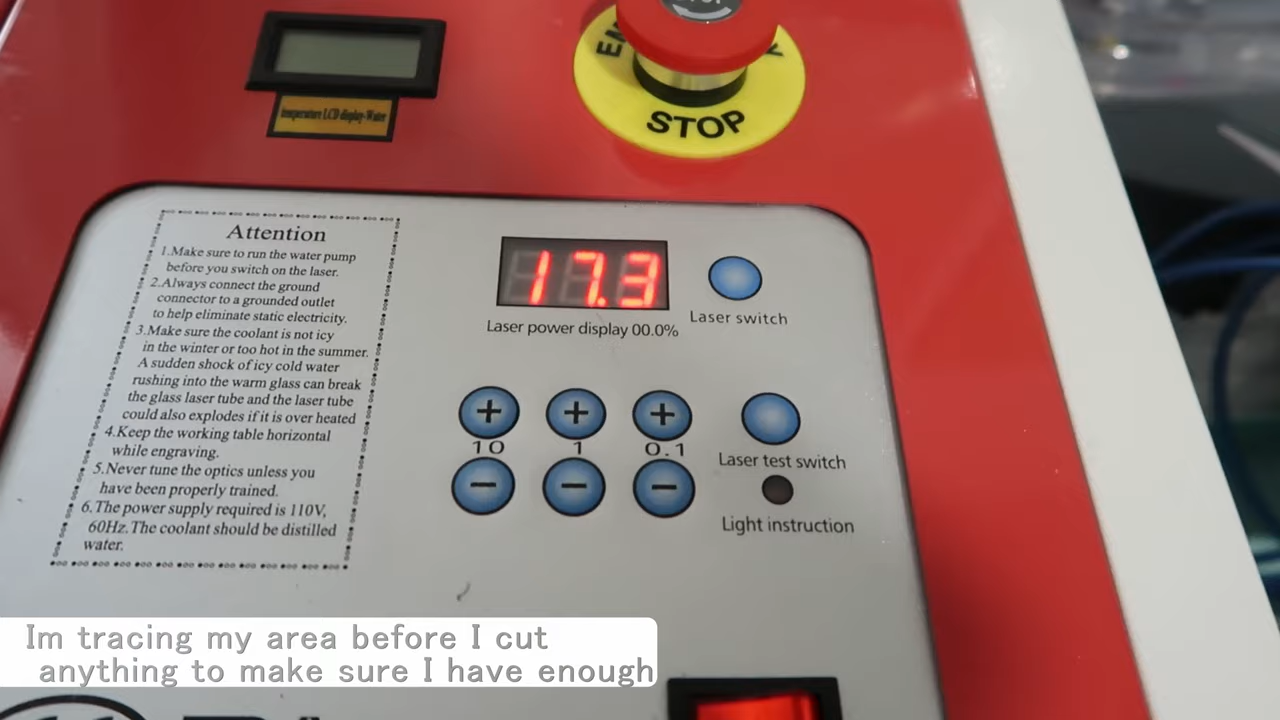 STOP
temperature LCD display-Water
Attention
1.Make sure to run the water pump
before you switch on the laser.
2.Always connect the ground
connector to a grounded outlet
to help eliminate static electricity.
3.Make sure the coolant is not icy
in the winter or too hot in the summer.
A sudden shock of icy cold water
rushing into the warm glass can break
the glass laser tube and the laser tube
could also explodes if it is over heated
4.Keep the working table horizontal
while engraving.
5.Never tune the optics unless you
have been properly trained.
6.The power supply required is 110V,
60Hz.The coolant should be distilled
water.
17.3
Laser power display 00.0%
Laser switch
+ + +
10 1 0.1
− − −
Laser test switch
Light instruction
Im tracing my area before I cut
anything to make sure I have enough